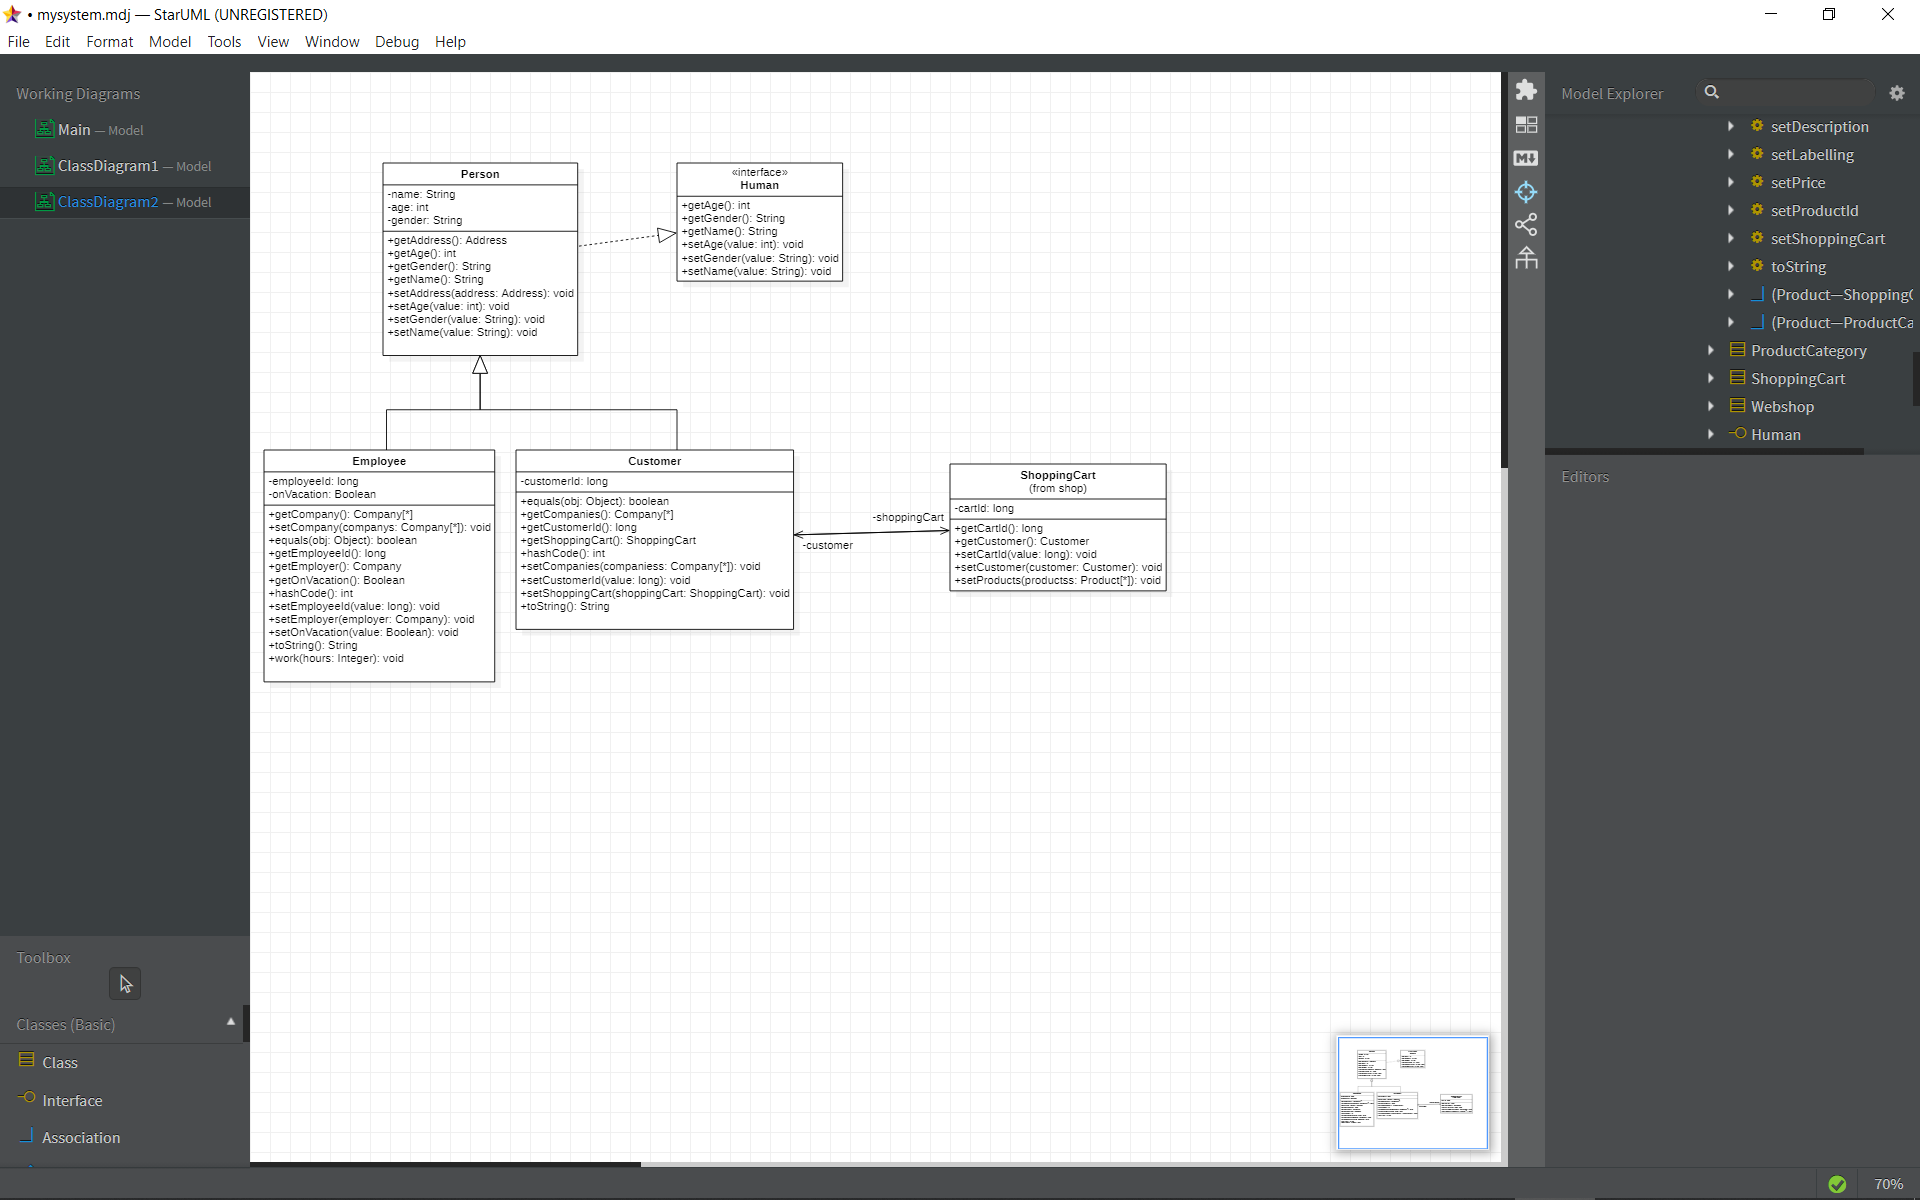 • mysystem.mdj — StarUML (UNREGISTERED)
File Edit Format Model Tools View Window Debug Help
Working Diagrams
Main — Model
ClassDiagram1 — Model
ClassDiagram2 — Model
Toolbox
Classes (Basic)
Class
Interface
Association
Person
-name: String
-age: int
-gender: String
+getAddress(): Address
+getAge(): int
+getGender(): String
+getName(): String
+setAddress(address: Address): void
+setAge(value: int): void
+setGender(value: String): void
+setName(value: String): void
«interface»
Human
+getAge(): int
+getGender(): String
+getName(): String
+setAge(value: int): void
+setGender(value: String): void
+setName(value: String): void
Employee
-employeeId: long
-onVacation: Boolean
+getCompany(): Company[*]
+setCompany(companys: Company[*]): void
+equals(obj: Object): boolean
+getEmployeeId(): long
+getEmployer(): Company
+getOnVacation(): Boolean
+hashCode(): int
+setEmployeeId(value: long): void
+setEmployer(employer: Company): void
+setOnVacation(value: Boolean): void
+toString(): String
+work(hours: Integer): void
Customer
-customerId: long
+equals(obj: Object): boolean
+getCompanies(): Company[*]
+getCustomerId(): long
+getShoppingCart(): ShoppingCart
+hashCode(): int
+setCompanies(companiess: Company[*]): void
+setCustomerId(value: long): void
+setShoppingCart(shoppingCart: ShoppingCart): void
+toString(): String
-shoppingCart
-customer
ShoppingCart
(from shop)
-cartId: long
+getCartId(): long
+getCustomer(): Customer
+setCartId(value: long): void
+setCustomer(customer: Customer): void
+setProducts(productss: Product[*]): void
M
Model Explorer
setDescription
setLabelling
setPrice
setProductId
setShoppingCart
toString
(Product—Shopping
(Product—ProductCa
ProductCategory
ShoppingCart
Webshop
Human
Editors
70%